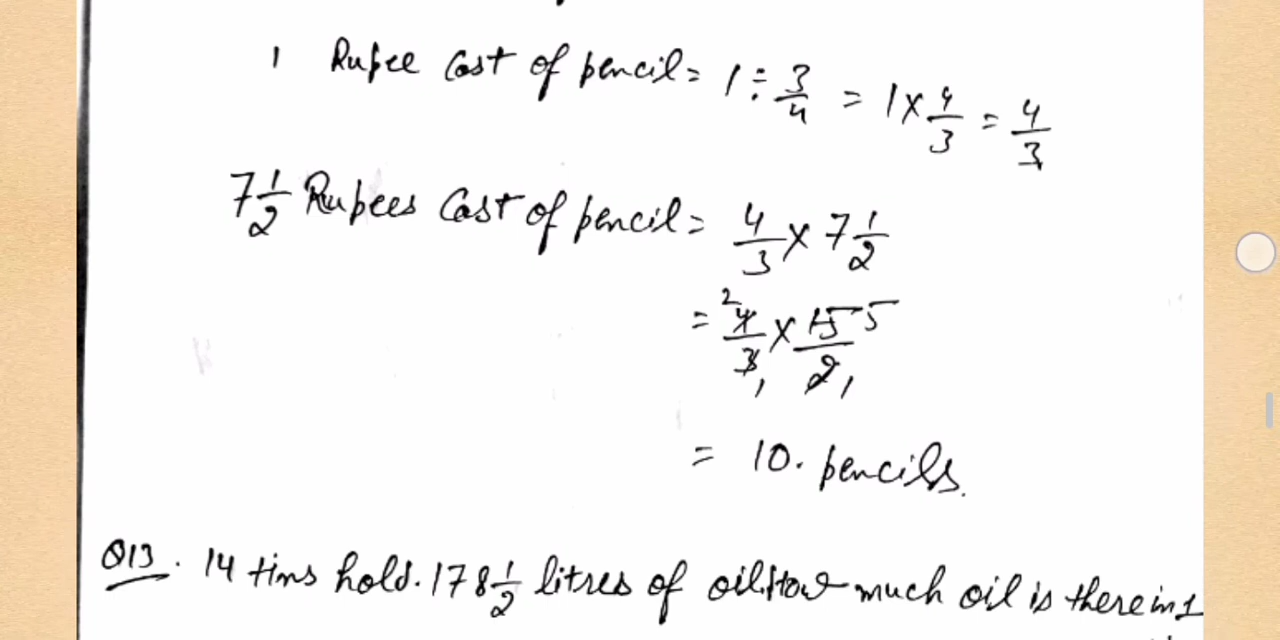 1 Rupee Cost of pencil = 1 ÷ 3/4 = 1 × 4/3 = 4/3
7 1/2 Rupees Cost of pencil = 4/3 × 7 1/2
= 2 4/3 1 × 15/2 5 1
= 10. pencils.
Q13. 14 tins hold. 178 1/2 litres of oil. How much oil is there in 1